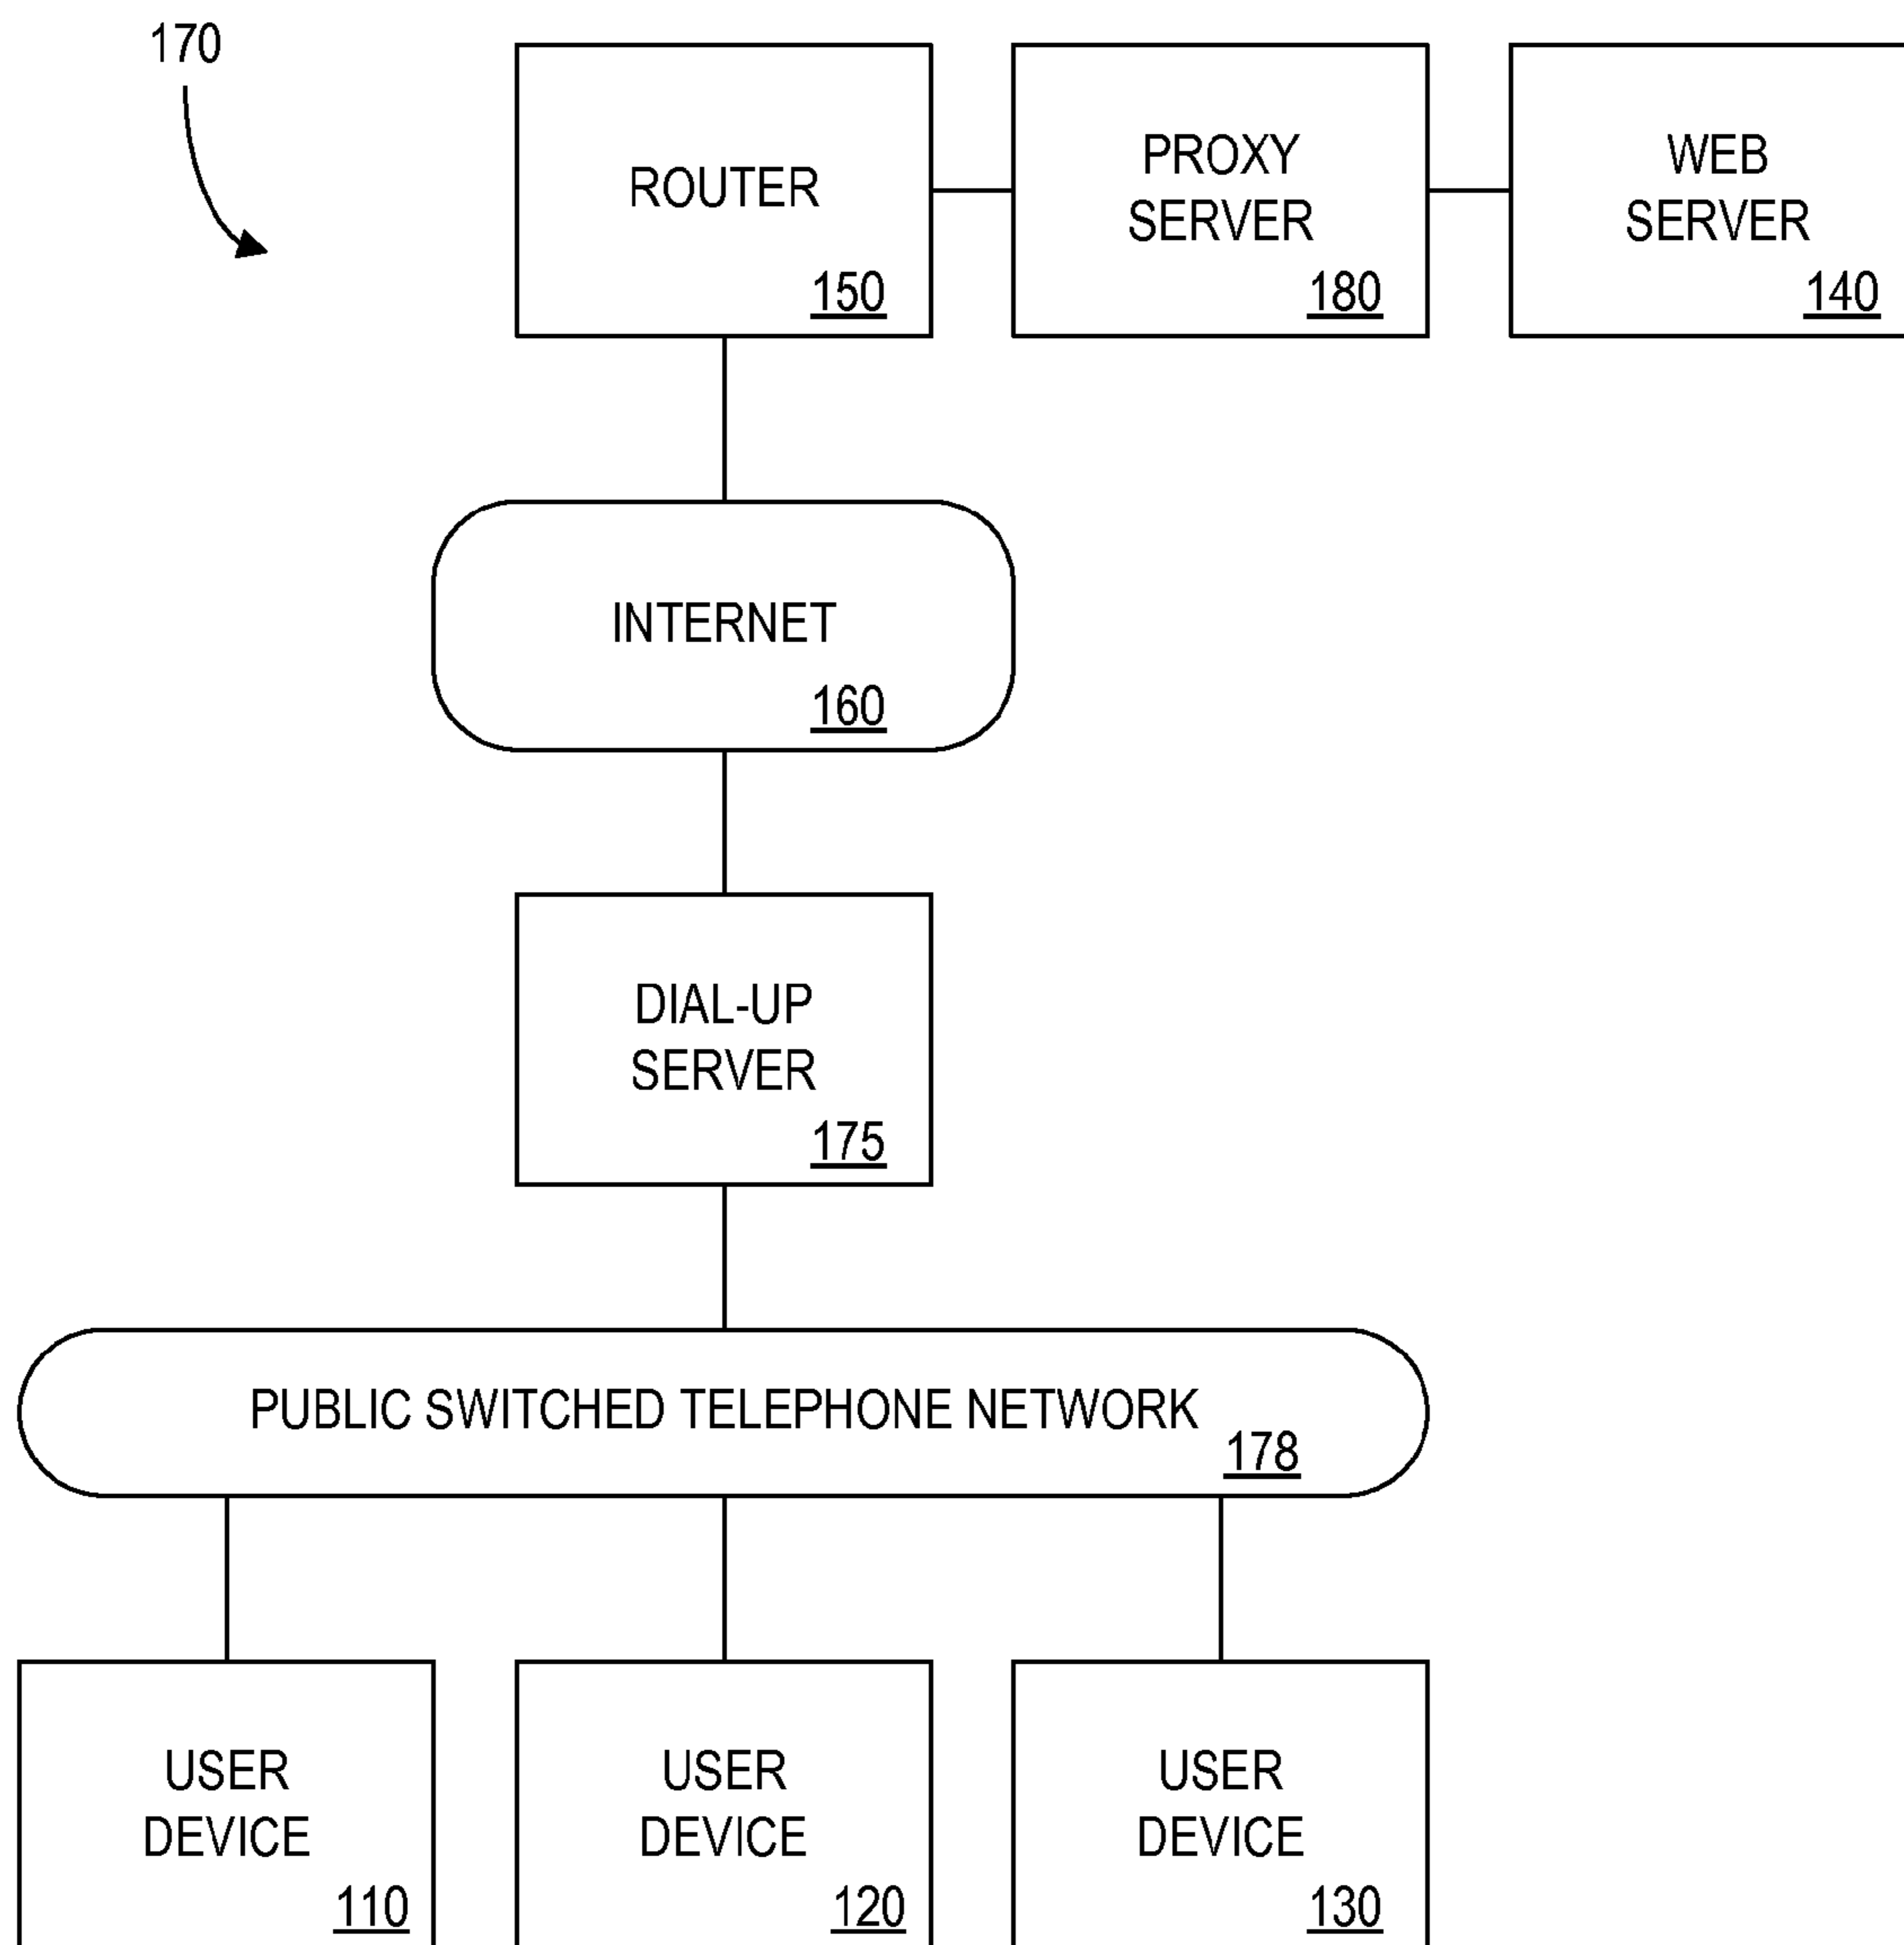 170
ROUTER
150
PROXY
SERVER
180
WEB
SERVER
140
INTERNET
160
DIAL-UP
SERVER
175
PUBLIC SWITCHED TELEPHONE NETWORK
178
USER
DEVICE
110
USER
DEVICE
120
USER
DEVICE
130